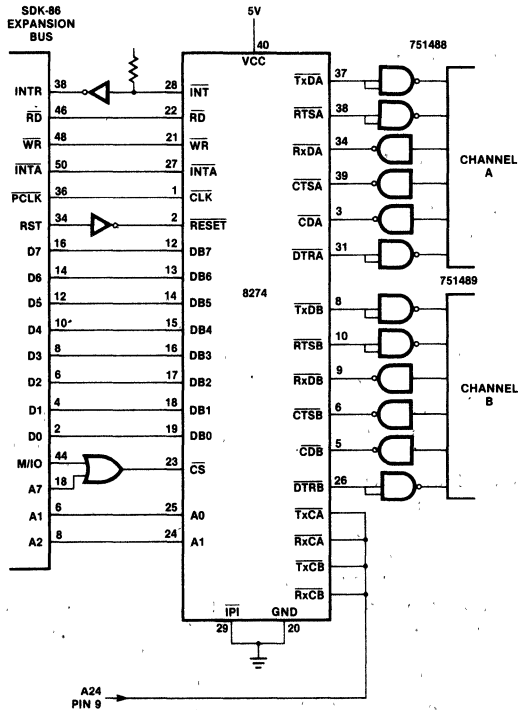 SDK-86
EXPANSION
BUS
5V
40
VCC
751488
INTR 38 28 INT 37 TxDA
RD 46 22 RD 38 RTSA
WR 48 21 WR 34 RxDA
INTA 50 27 INTA 39 CTSA
PCLK 36 1 CLK 3 CDA
RST 34 2 RESET 31 DTRA
CHANNEL
A
D7 16 12 DB7
D6 14 13 DB6
D5 12 14 DB5
D4 10 15 DB4
D3 8 16 DB3
D2 6 17 DB2
D1 4 18 DB1
D0 2 19 DB0
8274
751489
TxDB 8
RTSB 10
RxDB 9
CTSB 6
CDB 5
DTRB 26
CHANNEL
B
M/IO 44
A7 18
23 CS
A1 6 25 A0
A2 8 24 A1
TxCA
RxCA
TxCB
RxCB
IPI GND
29 20
A24
PIN 9